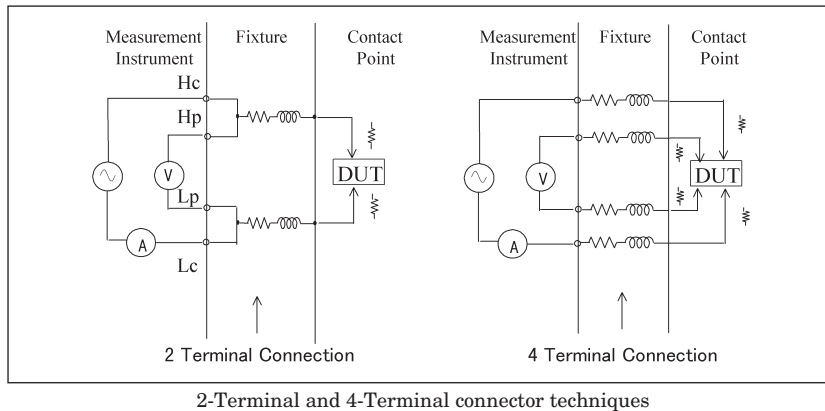 Measurement Instrument
Fixture
Contact Point
Hc
Hp
V
Lp
A
Lc
DUT
2 Terminal Connection
Measurement Instrument
Fixture
Contact Point
V
A
DUT
4 Terminal Connection
2-Terminal and 4-Terminal connector techniques